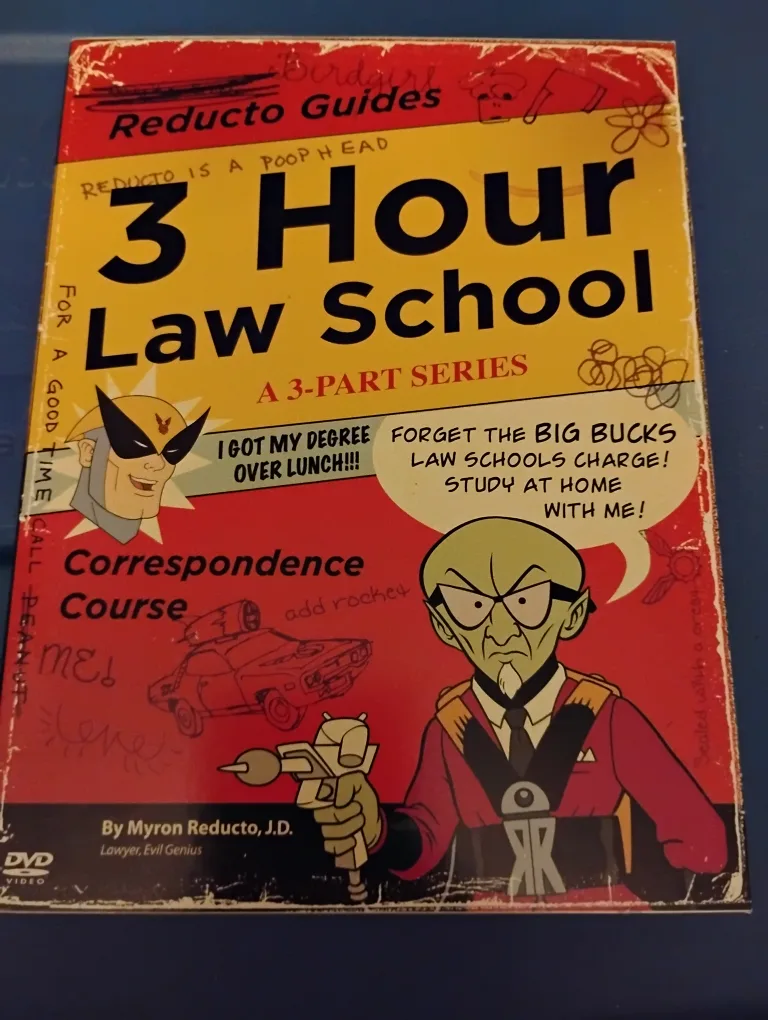 Birdgirl
Reducto Guides
REDUCTO IS A POOPHEAD
3 Hour
Law School
A 3-PART SERIES
FOR A GOOD TIME CALL PEANUT
I GOT MY DEGREE
OVER LUNCH!!!
FORGET THE BIG BUCKS
LAW SCHOOLS CHARGE!
STUDY AT HOME
WITH ME!
Correspondence
Course
add rocket
ME!
By Myron Reducto, J.D.
Lawyer, Evil Genius
DVD
VIDEO